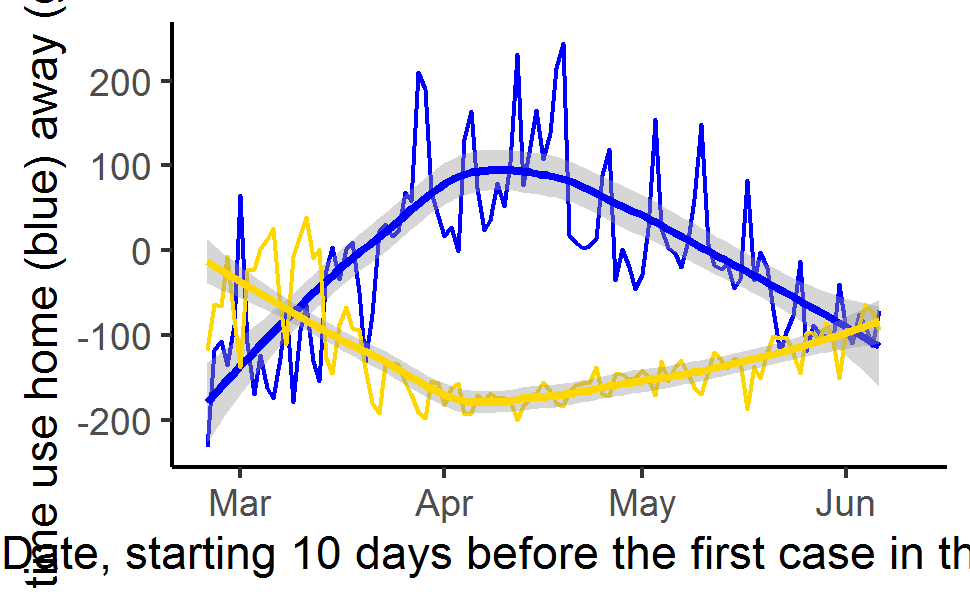 time use home (blue) away (g
200
100
0
-100
-200
Mar Apr May Jun
Date, starting 10 days before the first case in th